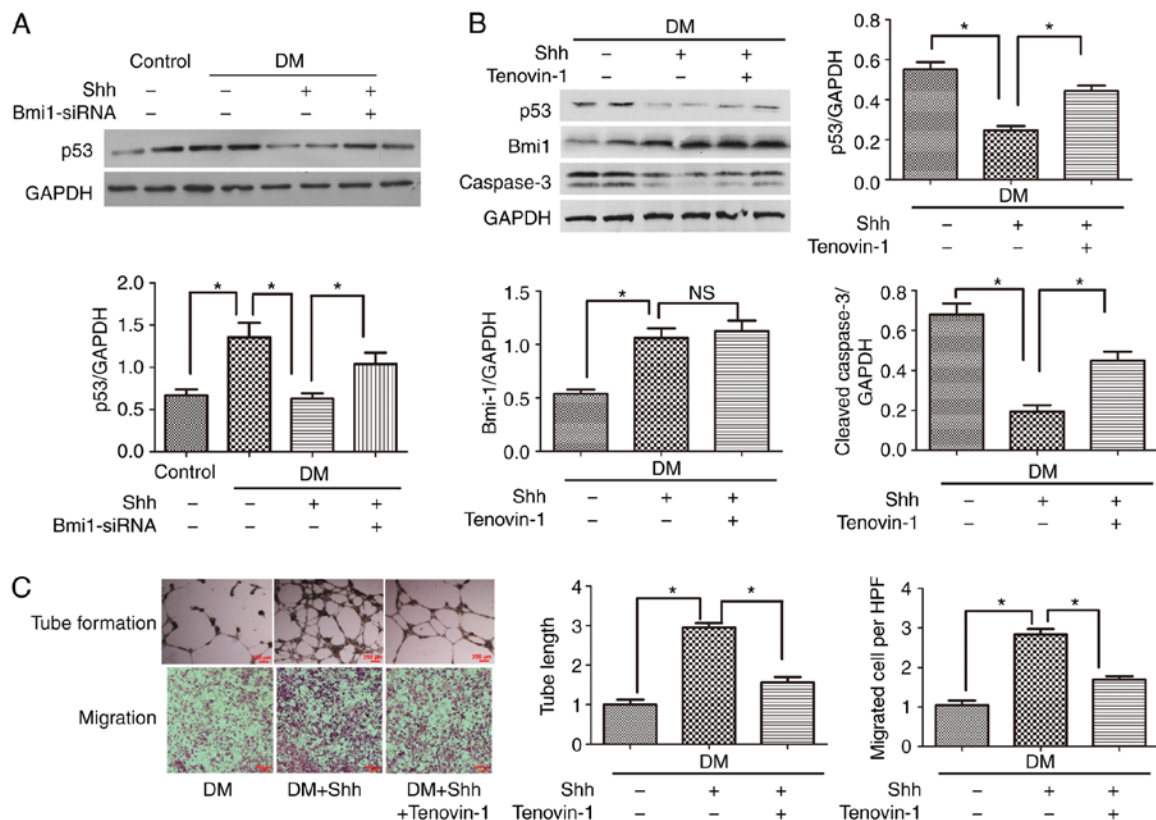 A
Control DM
Shh – – + +
Bmi1-siRNA – – – +
p53
GAPDH
* * *
p53/GAPDH
2.0
1.5
1.0
0.5
0.0
Control DM
Shh – – + +
Bmi1-siRNA – – – +
B
DM
Shh – + +
Tenovin-1 – – +
p53
Bmi1
Caspase-3
GAPDH
* *
p53/GAPDH
0.8
0.6
0.4
0.2
0.0
DM
Shh – + +
Tenovin-1 – – +
* NS
Bmi-1/GAPDH
1.5
1.0
0.5
0.0
DM
Shh – + +
Tenovin-1 – – +
* *
Cleaved caspase-3/
GAPDH
0.8
0.6
0.4
0.2
0.0
DM
Shh – + +
Tenovin-1 – – +
C
Tube formation
Migration
DM DM+Shh DM+Shh
+Tenovin-1
* *
Tube length
4
3
2
1
0
DM
Shh – + +
Tenovin-1 – – +
* *
Migrated cell per HPF
4
3
2
1
0
DM
Shh – + +
Tenovin-1 – – +